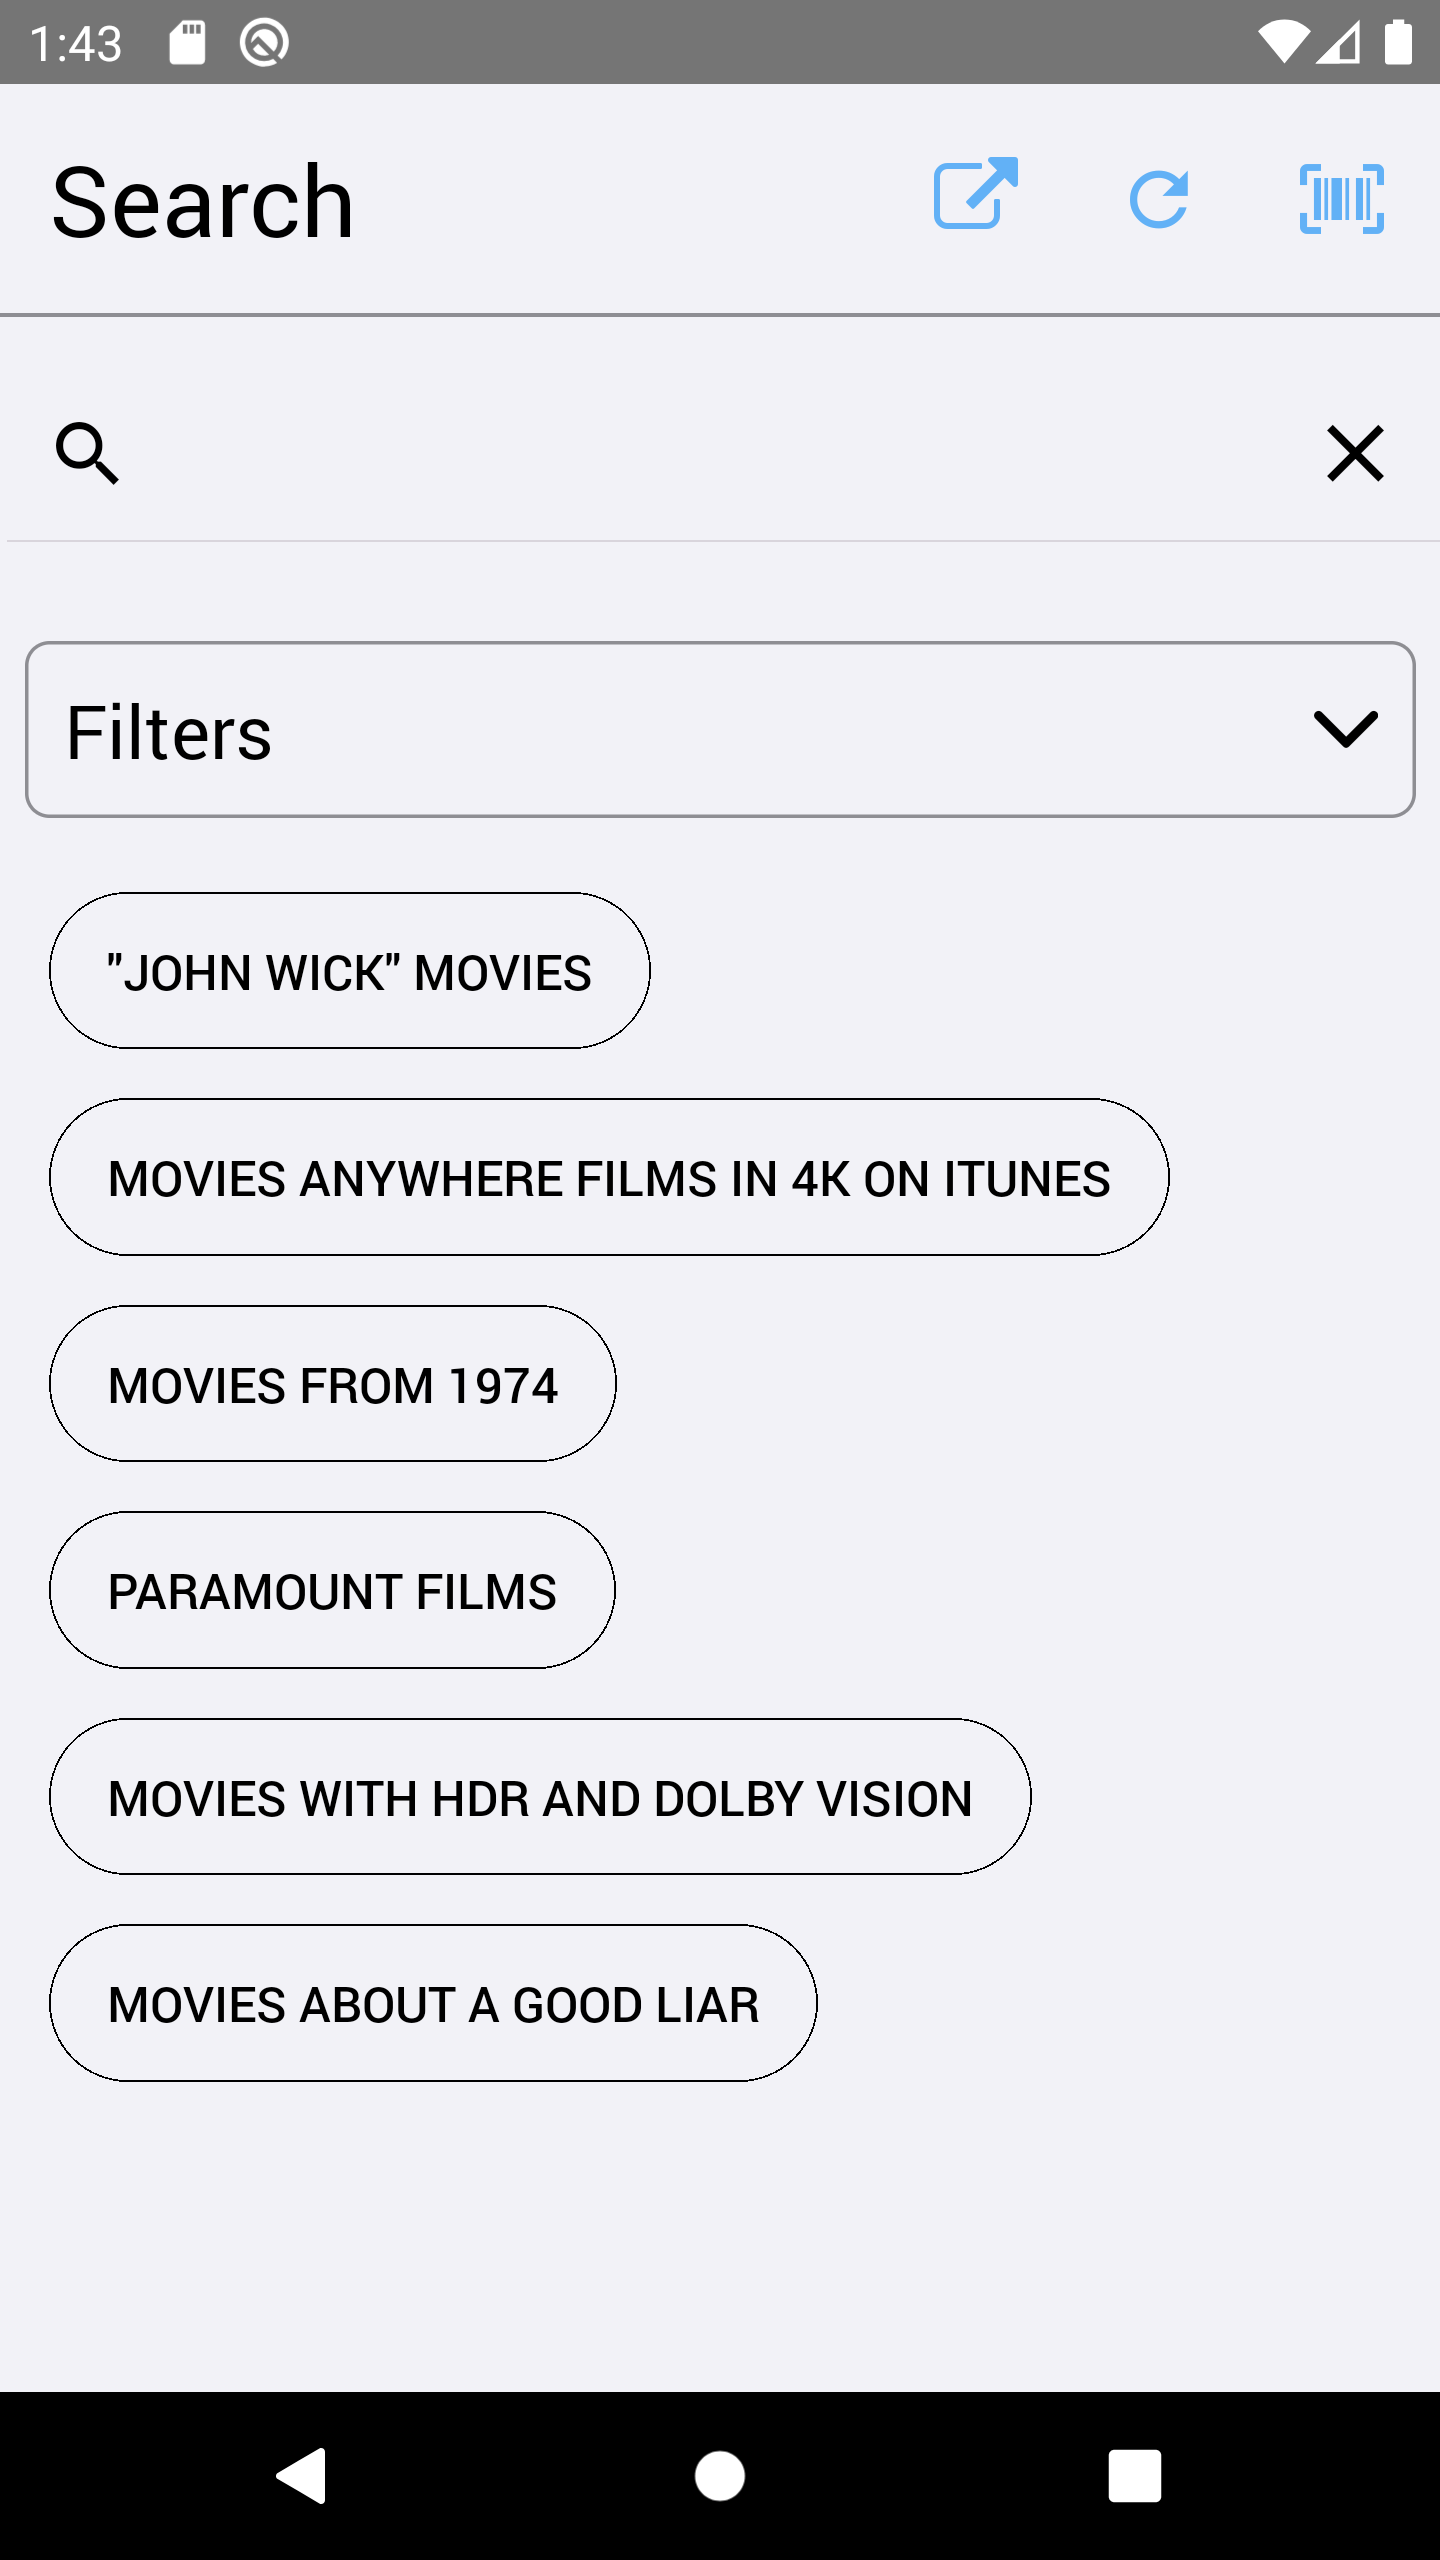 1:43
Search
Filters
"JOHN WICK" MOVIES
MOVIES ANYWHERE FILMS IN 4K ON ITUNES
MOVIES FROM 1974
PARAMOUNT FILMS
MOVIES WITH HDR AND DOLBY VISION
MOVIES ABOUT A GOOD LIAR